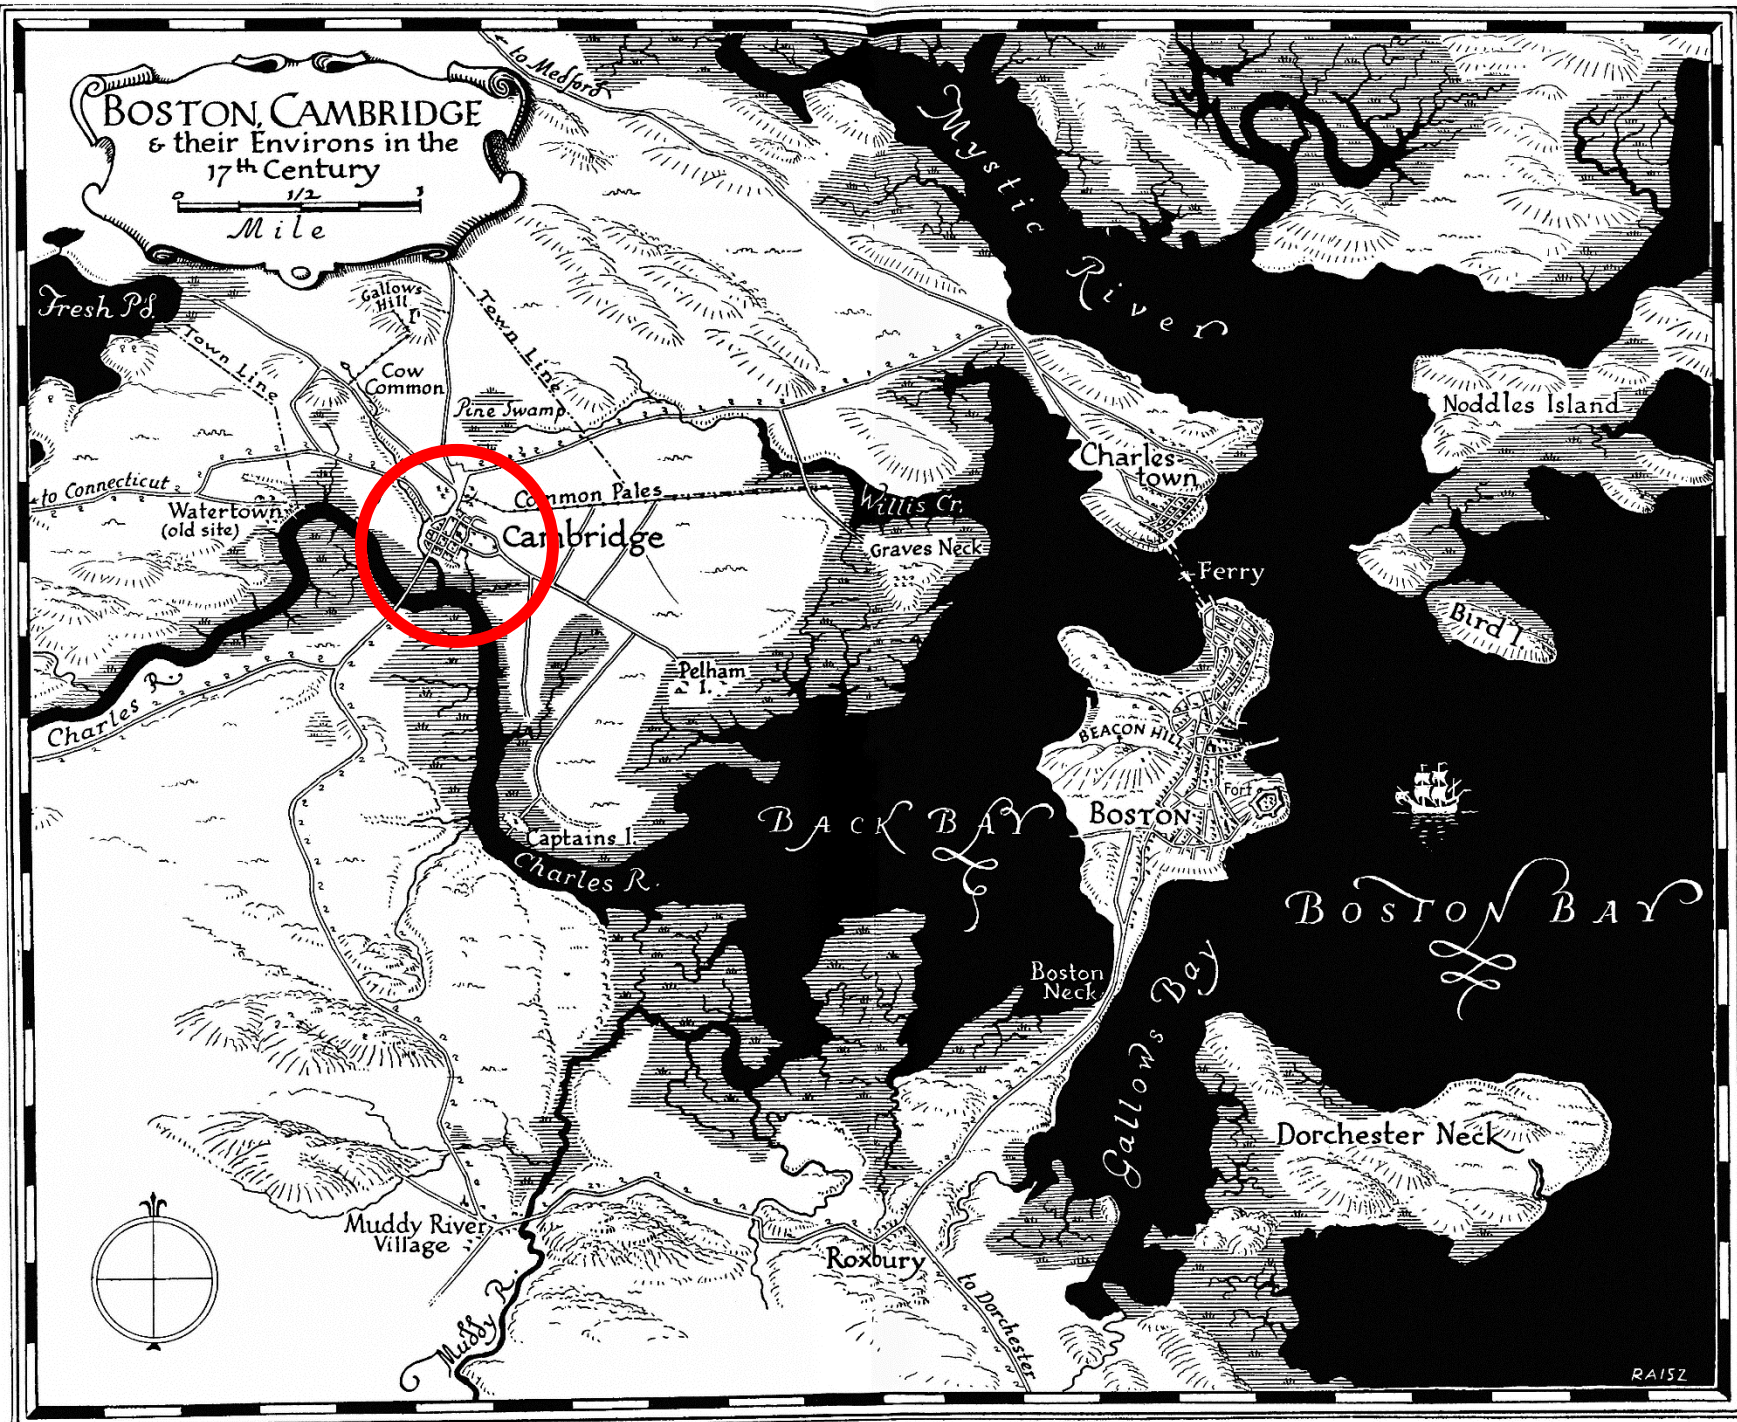 BOSTON, CAMBRIDGE
& their Environs in the
17th Century
0 1/2 1
Mile
to Medford
Mystic
River
Fresh Pd.
Gallows
Hill
Town Line
Town Line
Cow
Common
Pine Swamp
Noddles Island
Charles-
town
to Connecticut
Common Pales
Willis Cr.
Watertown
(old site)
Cambridge
Graves Neck
Ferry
Bird I.
Pelham
I.
Charles R.
BEACON HILL
Fort
BOSTON
BACK BAY
Captains I.
Charles R.
BOSTON BAY
Boston
Neck
Gallows Bay
Dorchester Neck
Muddy River
Village
Roxbury
to Dorchester
Muddy R.
RAISZ